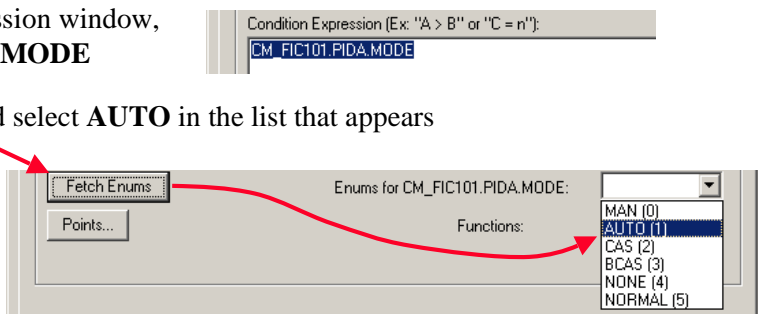 ssion window,
MODE
Condition Expression (Ex: "A > B" or "C = n"):
CM_FIC101.PIDA.MODE
d select AUTO in the list that appears
Fetch Enums
Enums for CM_FIC101.PIDA.MODE:
Points...
Functions:
MAN (0)
AUTO (1)
CAS (2)
BCAS (3)
NONE (4)
NORMAL (5)